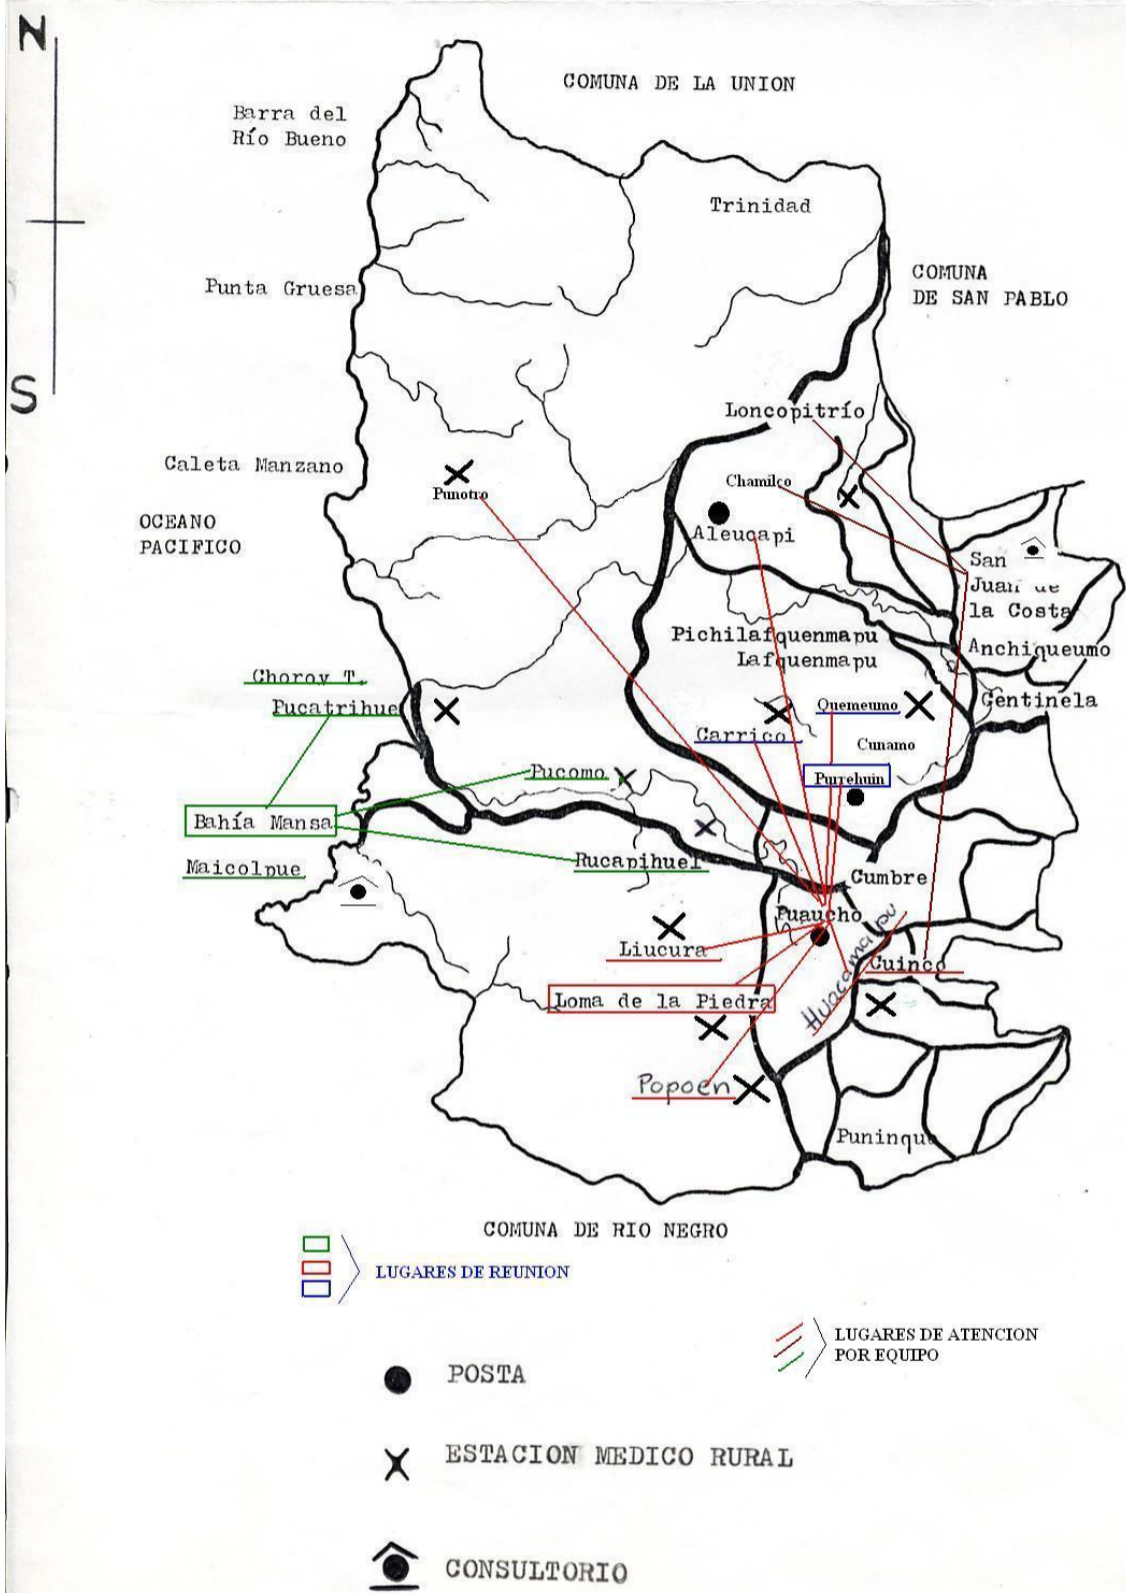 N
COMUNA DE LA UNION
Barra del
Río Bueno
Trinidad
COMUNA
DE SAN PABLO
Punta Gruesa
S
Loncopitrío
Caleta Manzano
Punotro
Chamilco
OCEANO
PACIFICO
Aleucapi
San
Juan de
la Costa
Pichilafquenmapu
Lafquenmapu
Anchiqueumo
Choroy T.
Pucatrihue
Quemeumo
Centinela
Carrico
Cunamo
Pucomo
Purrehuin
Bahía Mansa
Maicolpue
Rucapihuel
Cumbre
Puaucho
Huacamapu
Liucura
Cuinco
Loma de la Piedra
Popoen
Puninque
COMUNA DE RIO NEGRO
LUGARES DE REUNION
LUGARES DE ATENCION
POR EQUIPO
POSTA
ESTACION MEDICO RURAL
CONSULTORIO